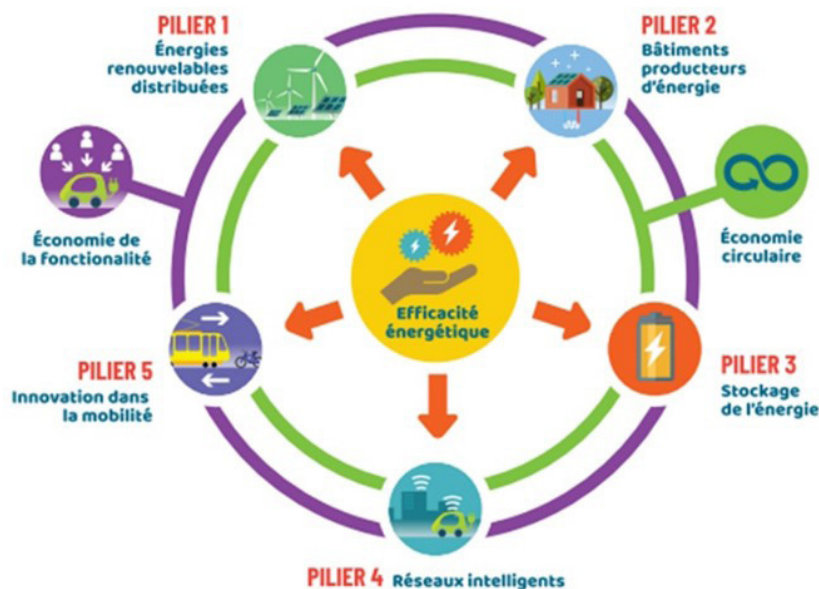 PILIER 1
Énergies
renouvelables
distribuées
PILIER 2
Bâtiments
producteurs
d'énergie
Économie de
la fonctionalité
Économie
circulaire
Efficacité
énergétique
PILIER 5
Innovation dans
la mobilité
PILIER 3
Stockage
de l'énergie
PILIER 4 Réseaux intelligents